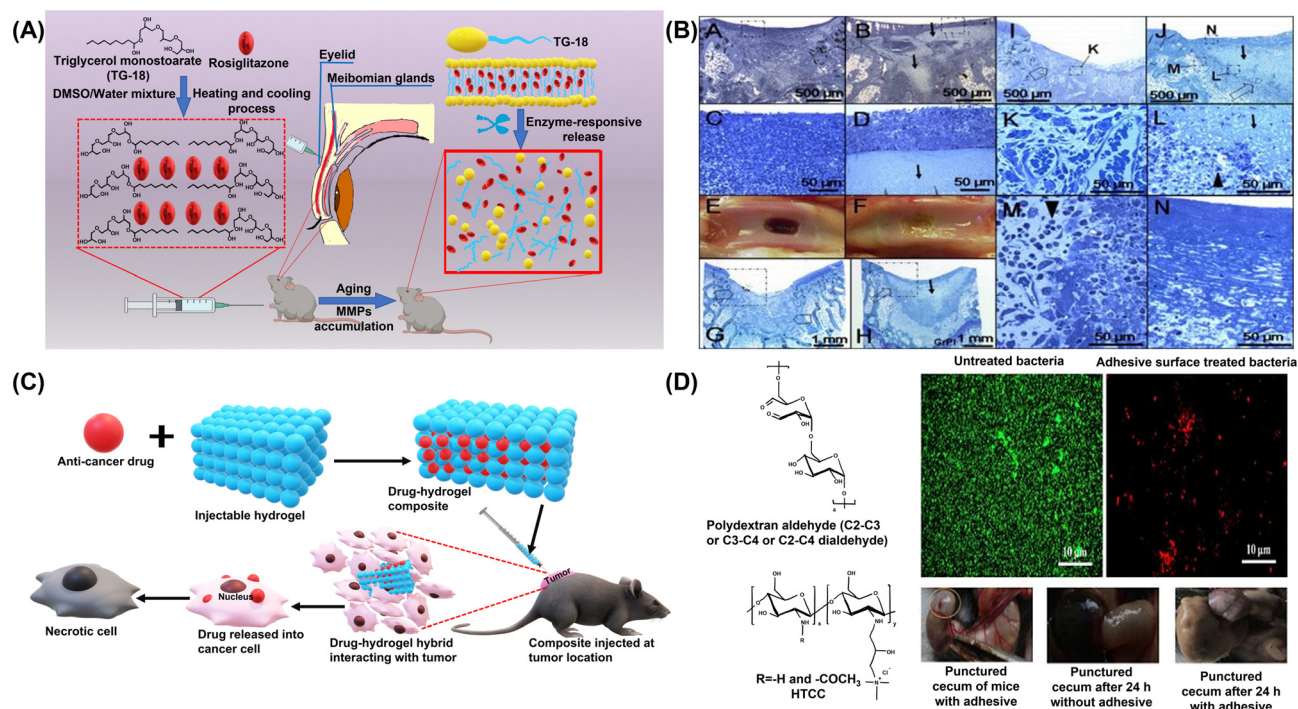 (A)
Triglycerol monostoarate
(TG-18)
Rosiglitazone
DMSO/Water mixture
Heating and cooling
process
Eyelid
Meibomian glands
TG-18
Enzyme-responsive
release
Aging
MMPs
accumulation
(B)
A
500 µm
B
500 µm
I
K
500 µm
J
N
M
L
500 µm
C
50 µm
D
50 µm
K
50 µm
L
50 µm
E
F
G
1 mm
H
GrPl
1 mm
M
50 µm
N
50 µm
(C)
Anti-cancer drug
+
Injectable hydrogel
Drug-hydrogel
composite
Tumor
Composite injected at
tumor location
Drug-hydrogel hybrid
interacting with tumor
Nucleus
Drug released into
cancer cell
Necrotic cell
(D)
Polydextran aldehyde (C2-C3
or C3-C4 or C2-C4 dialdehyde)
R=-H and -COCH₃
HTCC
Untreated bacteria
Adhesive surface treated bacteria
10 µm
10 µm
Punctured
cecum of mice
with adhesive
Punctured
cecum after 24 h
without adhesive
Punctured
cecum after 24 h
with adhesive